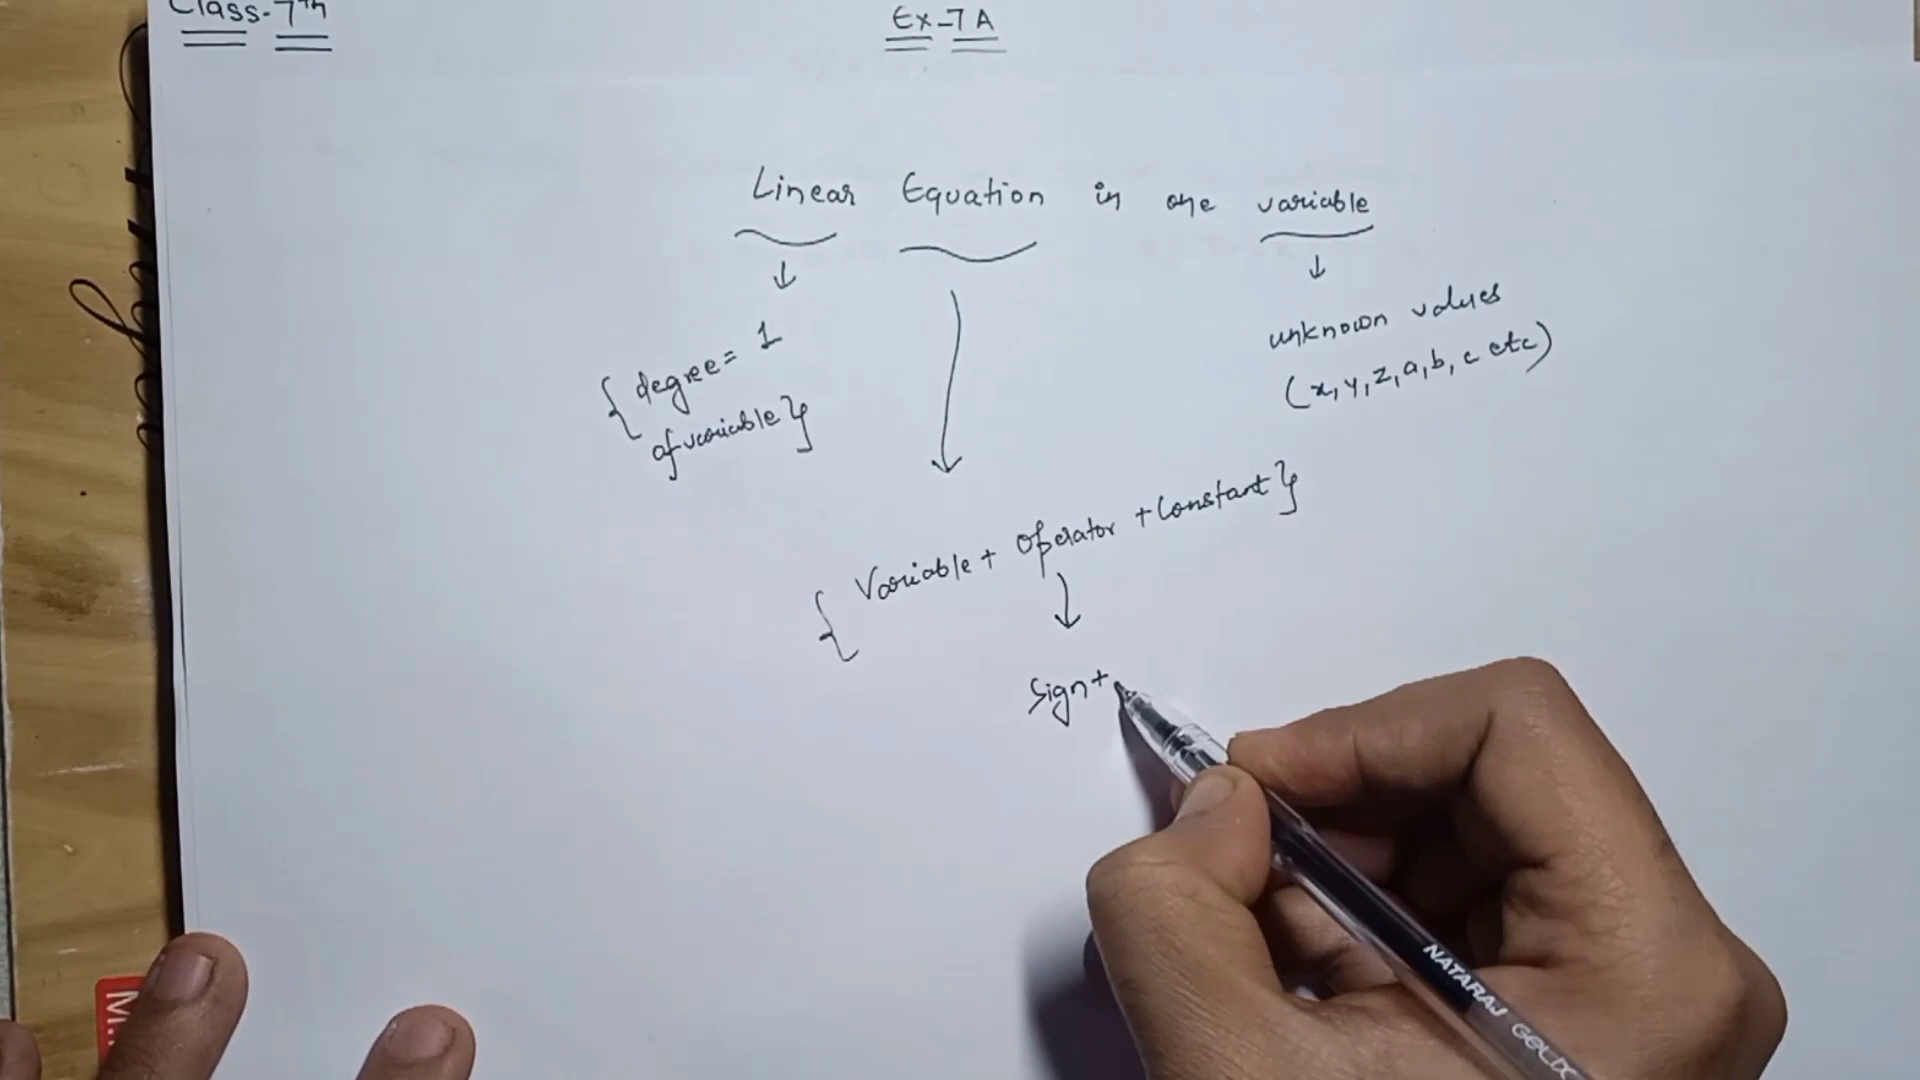 Class-7th
Ex-7A
Linear Equation in one variable
{degree = 1
of variable}
unknown values
(x, y, z, a, b, c etc)
{Variable + Operator + Constant}
Sign +
NATARAJ GELIX
M.